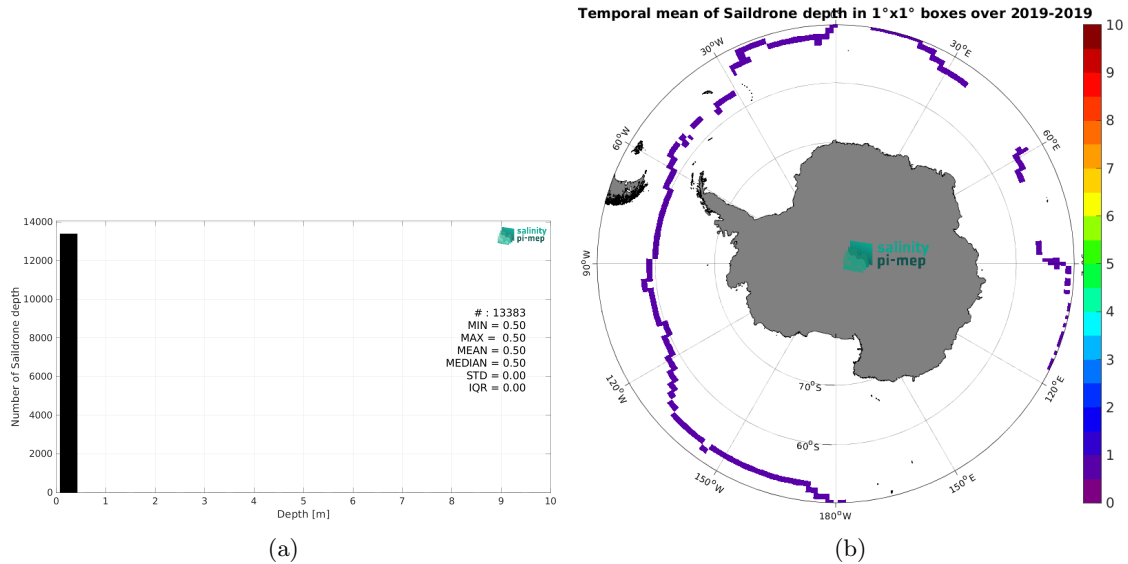 Temporal mean of Saildrone depth in 1°x1° boxes over 2019-2019
14000
12000
10000
8000
6000
4000
2000
0
Number of Saildrone depth
0 1 2 3 4 5 6 7 8 9 10
Depth [m]
salinity
pi-mep
# : 13383
MIN = 0.50
MAX = 0.50
MEAN = 0.50
MEDIAN = 0.50
STD = 0.00
IQR = 0.00
(a)
30°W
30°E
60°W
60°E
90°W
120°W
120°E
150°W
150°E
180°W
70°S
60°S
salinity
pi-mep
10
9
8
7
6
5
4
3
2
1
0
(b)